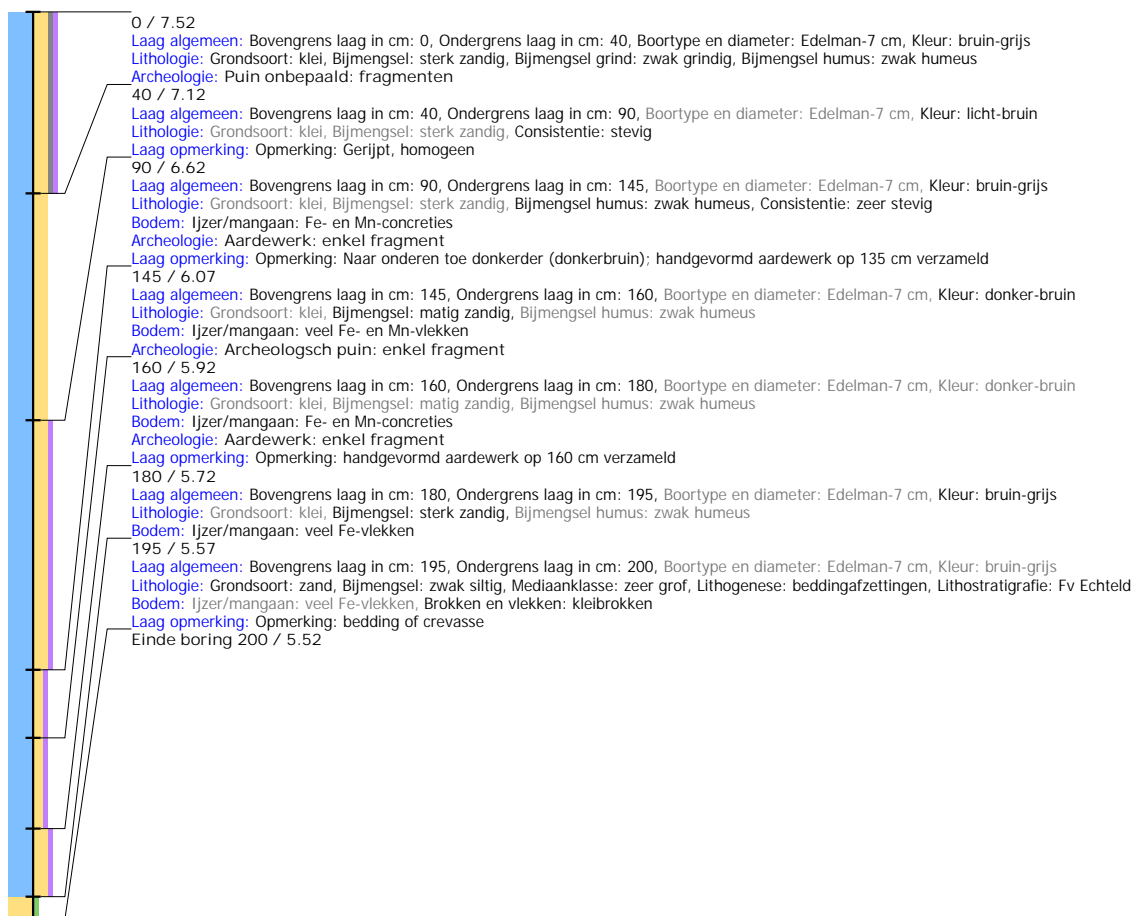 0 / 7.52
Laag algemeen: Bovengrens laag in cm: 0, Ondergrens laag in cm: 40, Boortype en diameter: Edelman-7 cm, Kleur: bruin-grijs
Lithologie: Grondsoort: klei, Bijmengsel: sterk zandig, Bijmengsel grind: zwak grindig, Bijmengsel humus: zwak humeus
Archeologie: Puin onbepaald: fragmenten
40 / 7.12
Laag algemeen: Bovengrens laag in cm: 40, Ondergrens laag in cm: 90, Boortype en diameter: Edelman-7 cm, Kleur: licht-bruin
Lithologie: Grondsoort: klei, Bijmengsel: sterk zandig, Consistentie: stevig
Laag opmerking: Opmerking: Gerijpt, homogeen
90 / 6.62
Laag algemeen: Bovengrens laag in cm: 90, Ondergrens laag in cm: 145, Boortype en diameter: Edelman-7 cm, Kleur: bruin-grijs
Lithologie: Grondsoort: klei, Bijmengsel: sterk zandig, Bijmengsel humus: zwak humeus, Consistentie: zeer stevig
Bodem: Ijzer/mangaan: Fe- en Mn-concreties
Archeologie: Aardewerk: enkel fragment
Laag opmerking: Opmerking: Naar onderen toe donkerder (donkerbruin); handgevormd aardewerk op 135 cm verzameld
145 / 6.07
Laag algemeen: Bovengrens laag in cm: 145, Ondergrens laag in cm: 160, Boortype en diameter: Edelman-7 cm, Kleur: donker-bruin
Lithologie: Grondsoort: klei, Bijmengsel: matig zandig, Bijmengsel humus: zwak humeus
Bodem: Ijzer/mangaan: veel Fe- en Mn-vlekken
Archeologie: Archeologsch puin: enkel fragment
160 / 5.92
Laag algemeen: Bovengrens laag in cm: 160, Ondergrens laag in cm: 180, Boortype en diameter: Edelman-7 cm, Kleur: donker-bruin
Lithologie: Grondsoort: klei, Bijmengsel: matig zandig, Bijmengsel humus: zwak humeus
Bodem: Ijzer/mangaan: Fe- en Mn-concreties
Archeologie: Aardewerk: enkel fragment
Laag opmerking: Opmerking: handgevormd aardewerk op 160 cm verzameld
180 / 5.72
Laag algemeen: Bovengrens laag in cm: 180, Ondergrens laag in cm: 195, Boortype en diameter: Edelman-7 cm, Kleur: bruin-grijs
Lithologie: Grondsoort: klei, Bijmengsel: sterk zandig, Bijmengsel humus: zwak humeus
Bodem: Ijzer/mangaan: veel Fe-vlekken
195 / 5.57
Laag algemeen: Bovengrens laag in cm: 195, Ondergrens laag in cm: 200, Boortype en diameter: Edelman-7 cm, Kleur: bruin-grijs
Lithologie: Grondsoort: zand, Bijmengsel: zwak siltig, Mediaanklasse: zeer grof, Lithogenese: beddingafzettingen, Lithostratigrafie: Fv Echteld
Bodem: Ijzer/mangaan: veel Fe-vlekken, Brokken en vlekken: kleibrokken
Laag opmerking: Opmerking: bedding of crevasse
Einde boring 200 / 5.52